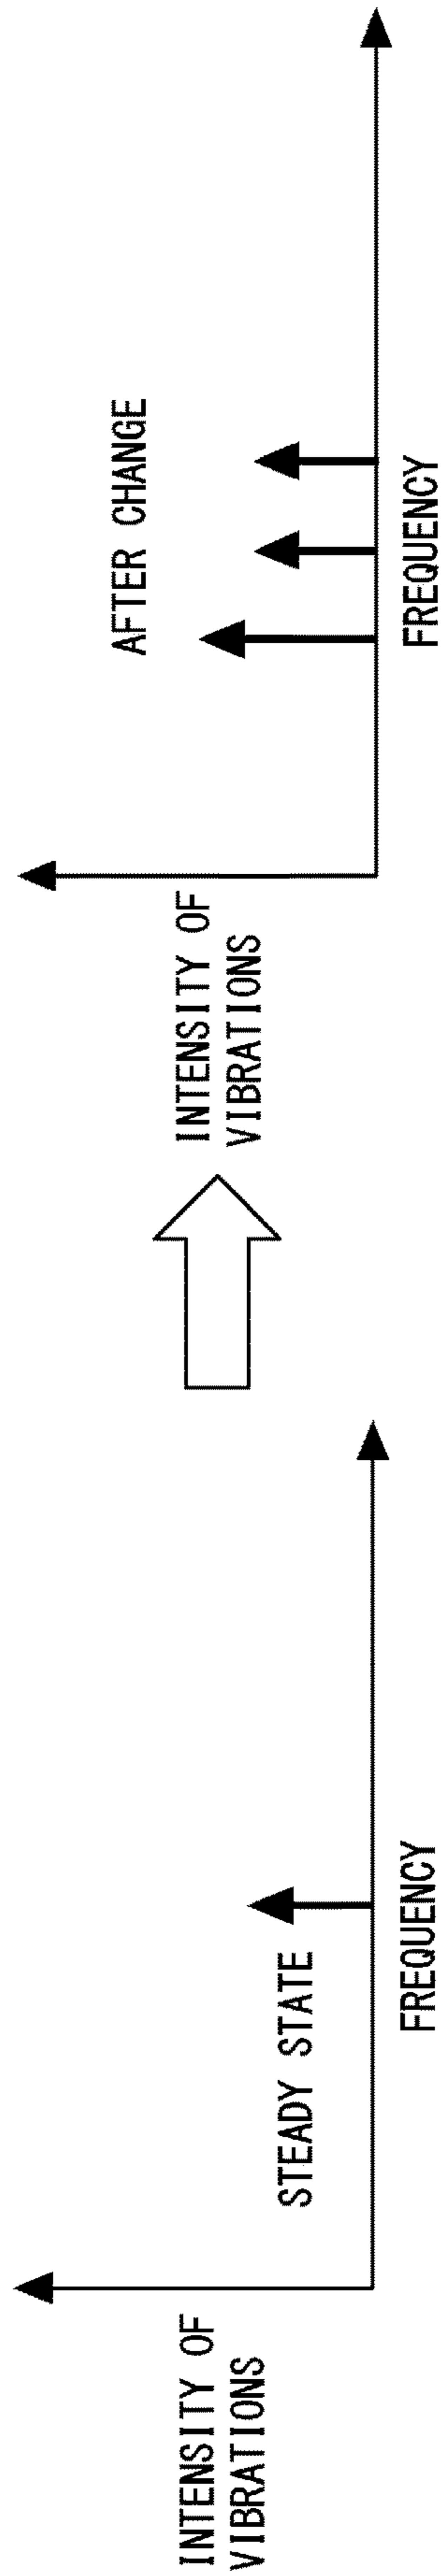 INTENSITY OF
VIBRATIONS
STEADY STATE
FREQUENCY
INTENSITY OF
VIBRATIONS
AFTER CHANGE
FREQUENCY